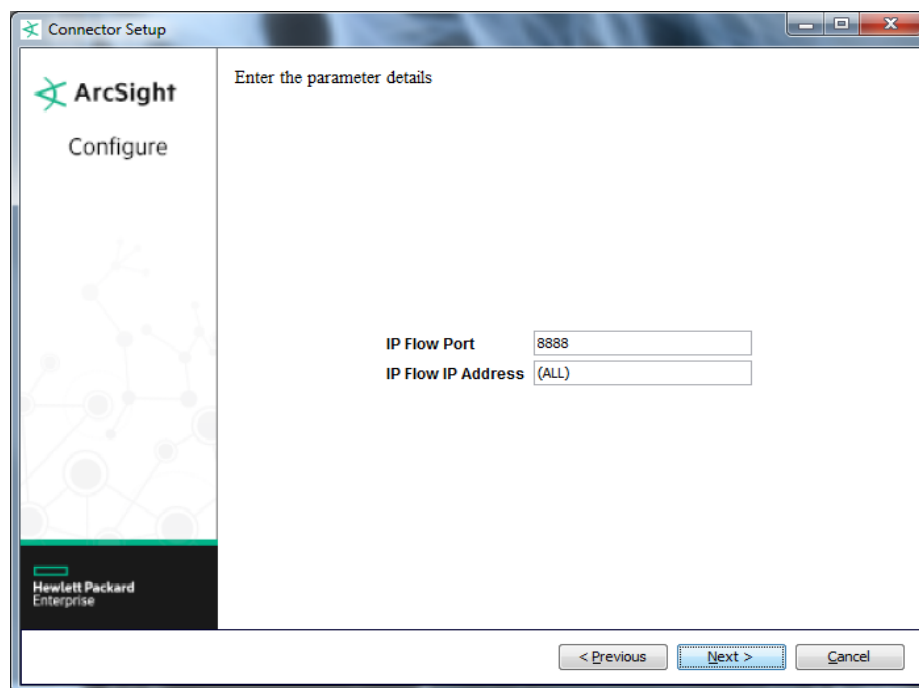 Connector Setup
ArcSight
Configure
Enter the parameter details
IP Flow Port
8888
IP Flow IP Address
(ALL)
Hewlett Packard
Enterprise
< Previous
Next >
Cancel